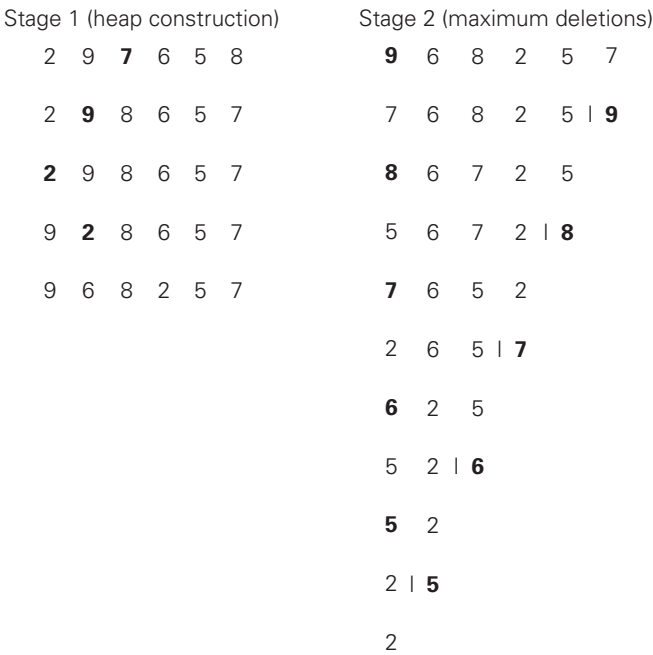 Stage 1 (heap construction)
2 9 7 6 5 8
2 9 8 6 5 7
2 9 8 6 5 7
9 2 8 6 5 7
9 6 8 2 5 7
Stage 2 (maximum deletions)
9 6 8 2 5 7
7 6 8 2 5 | 9
8 6 7 2 5
5 6 7 2 | 8
7 6 5 2
2 6 5 | 7
6 2 5
5 2 | 6
5 2
2 | 5
2